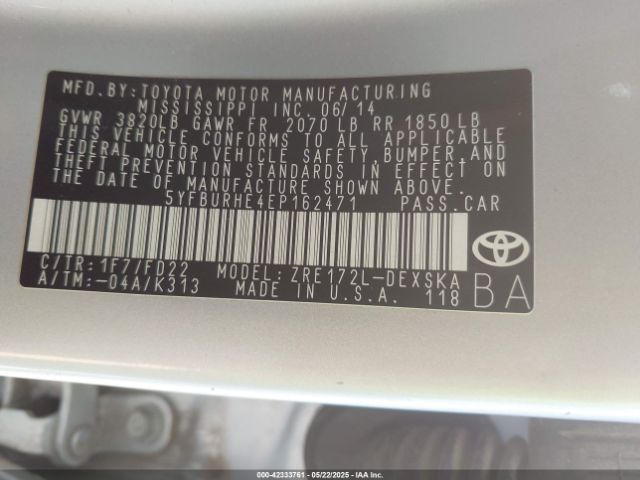 MFD.BY:TOYOTA MOTOR MANUFACTURING
MISSISSIPPI INC. 06/14
GVWR 3820LB GAWR FR 2070 LB RR 1850 LB
THIS VEHICLE CONFORMS TO ALL APPLICABLE
FEDERAL MOTOR VEHICLE SAFETY,BUMPER,AND
THEFT PREVENTION STANDARDS IN EFFECT ON
THE DATE OF MANUFACTURE SHOWN ABOVE.
5YFBURHE4EP162471 PASS.CAR
C/TR:1F7/FD22 MODEL:ZRE172L-DEXSKA
A/TM:-04A/K313 MADE IN U.S.A. 118 BA
000-42333761 - 05/22/2025 - IAA Inc.